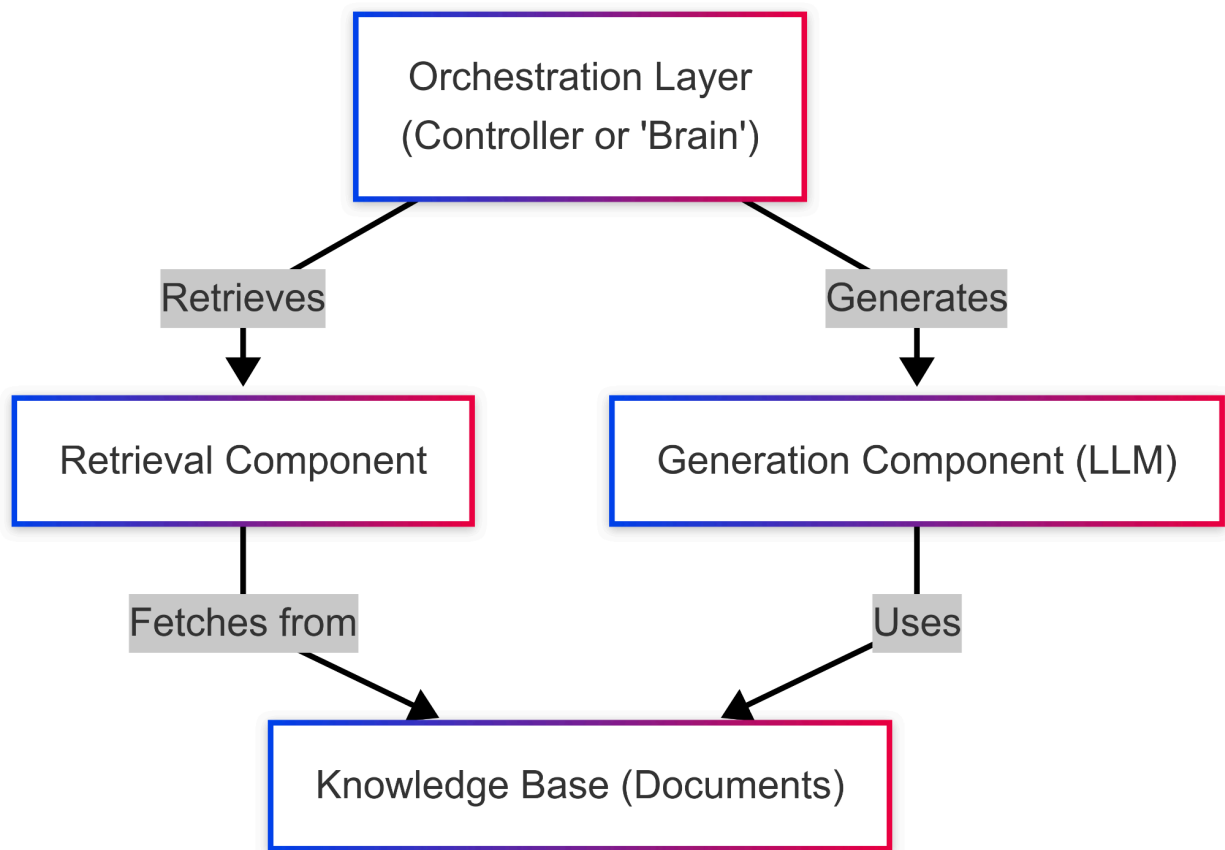 Orchestration Layer
(Controller or 'Brain')
Retrieves
Generates
Retrieval Component
Generation Component (LLM)
Fetches from
Uses
Knowledge Base (Documents)